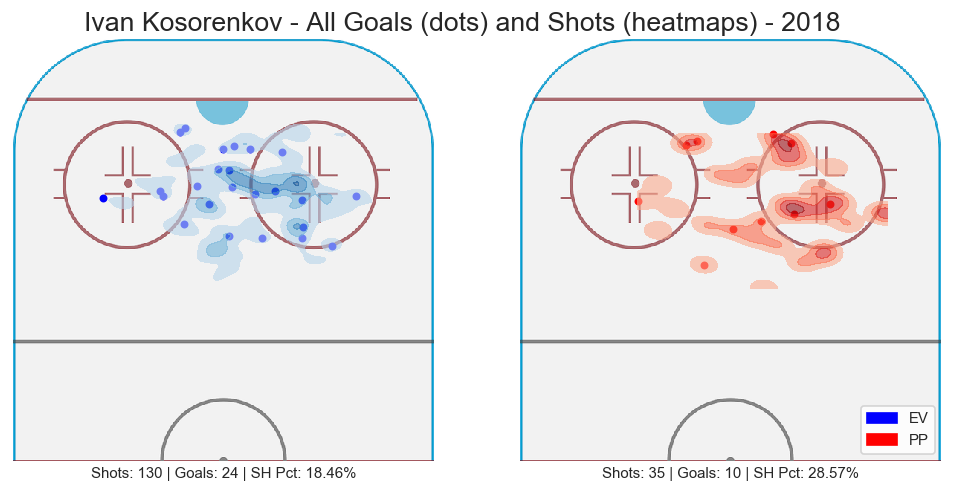 Ivan Kosorenkov - All Goals (dots) and Shots (heatmaps) - 2018
EV
PP
Shots: 130 | Goals: 24 | SH Pct: 18.46%
Shots: 35 | Goals: 10 | SH Pct: 28.57%